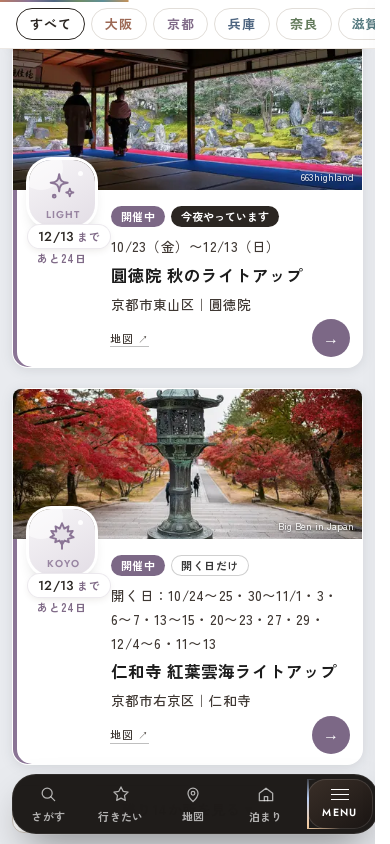 すべて
大阪
京都
兵庫
奈良
滋賀
663highland
LIGHT
12/13 まで
あと24日
開催中
今夜やっています
10/23（金）〜12/13（日）
圓徳院 秋のライトアップ
京都市東山区｜圓徳院
地図 ↗
→
Big Ben in Japan
KOYO
12/13 まで
あと24日
開催中
開く日だけ
開く日：10/24〜25・30〜11/1・3・
6〜7・13〜15・20〜23・27・29・
12/4〜6・11〜13
仁和寺 紅葉雲海ライトアップ
京都市右京区｜仁和寺
地図 ↗
→
さがす
行きたい
地図
泊まり
MENU